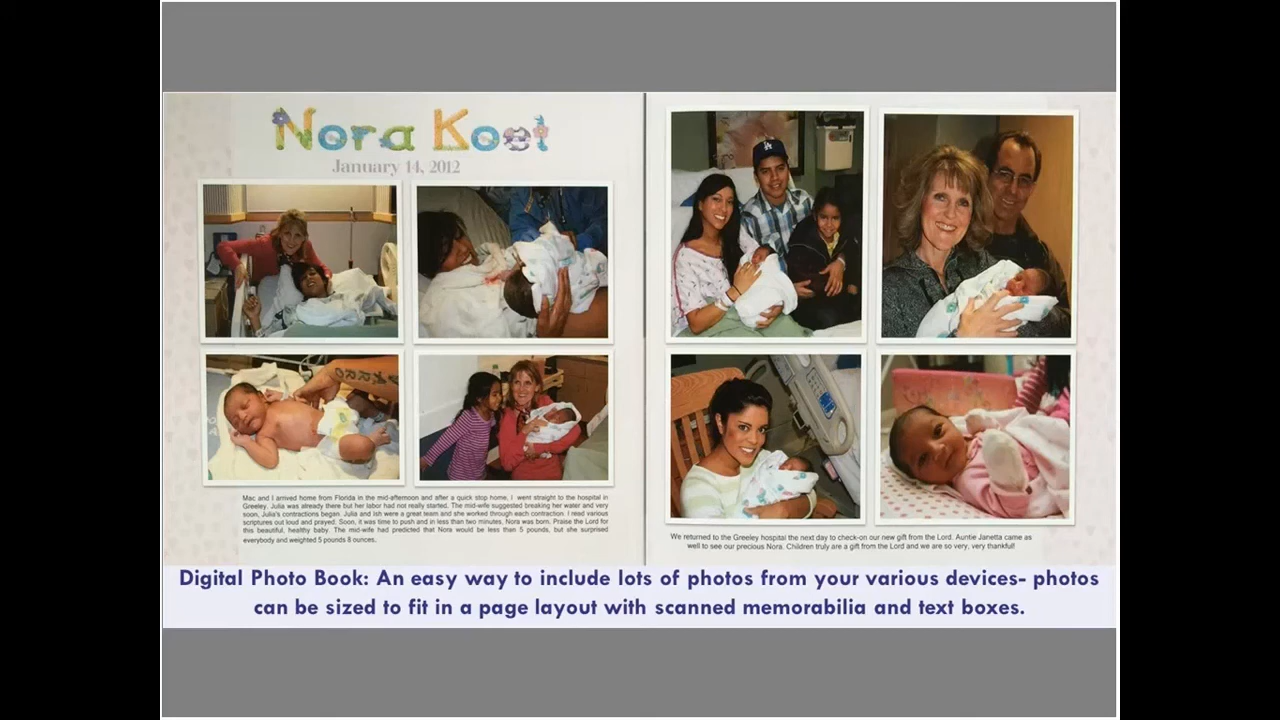 Nora Koet
January 14, 2012
Mac and I arrived home from Florida in the mid-afternoon and after a quick stop home, I went straight to the hospital in
Greeley. Julia was already there but her labor had not really started. The mid-wife suggested breaking her water and very
soon, Julia's contractions began. Julia and Ish were a great team and she worked through each contraction. I read various
scriptures out loud and prayed. Soon, it was time to push and in less than two minutes, Nora was born. Praise the Lord for
this beautiful, healthy baby. The mid-wife had predicted that Nora would be less than 5 pounds, but she surprised
everybody and weighted 5 pounds 8 ounces.
We returned to the Greeley hospital the next day to check-on our new gift from the Lord. Auntie Janetta came as
well to see our precious Nora. Children truly are a gift from the Lord and we are so very, very thankful!
Digital Photo Book: An easy way to include lots of photos from your various devices- photos
can be sized to fit in a page layout with scanned memorabilia and text boxes.